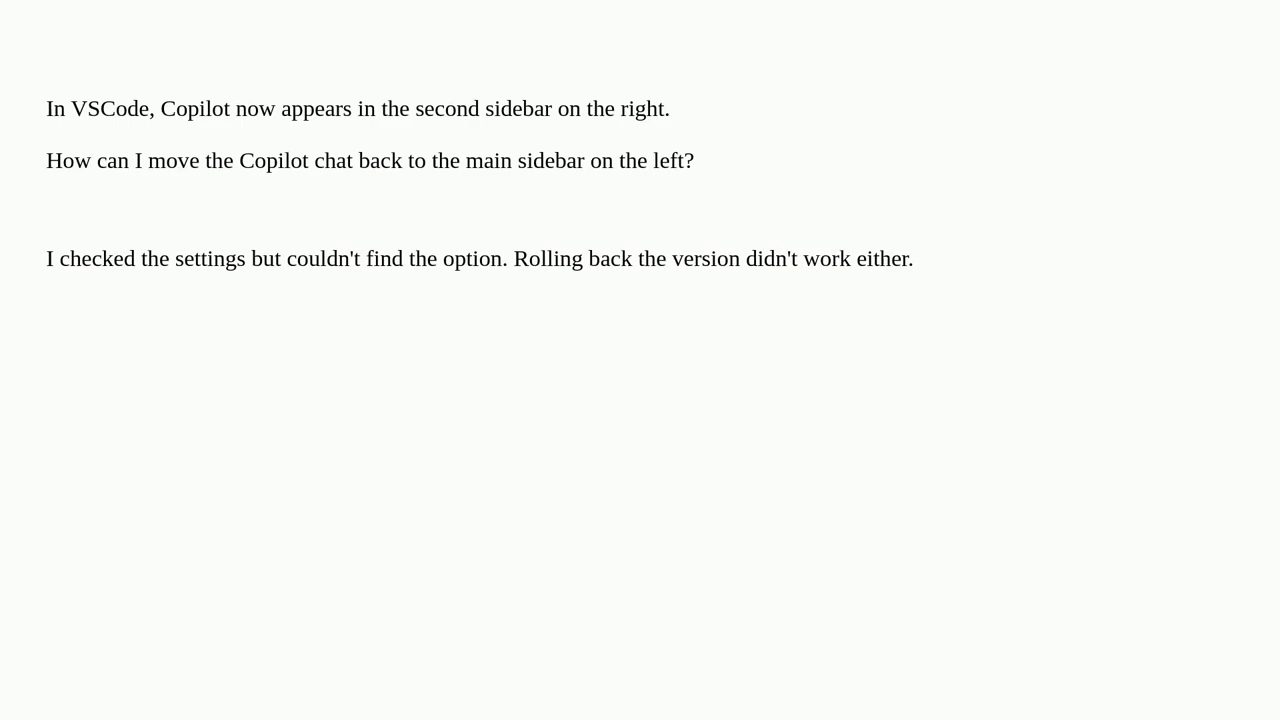 In VSCode, Copilot now appears in the second sidebar on the right.
How can I move the Copilot chat back to the main sidebar on the left?
I checked the settings but couldn't find the option. Rolling back the version didn't work either.